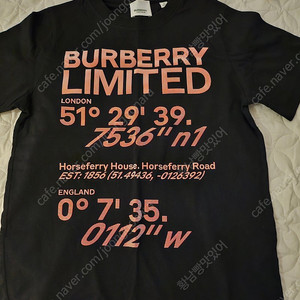 BURBERRY
BURBERRY
LIMITED
LONDON
51° 29' 39.
7536"n1
Horseferry House. Horseferry Road
EST: 1856 (51.49436, -0126392)
ENGLAND
0° 7' 35.
0112"w